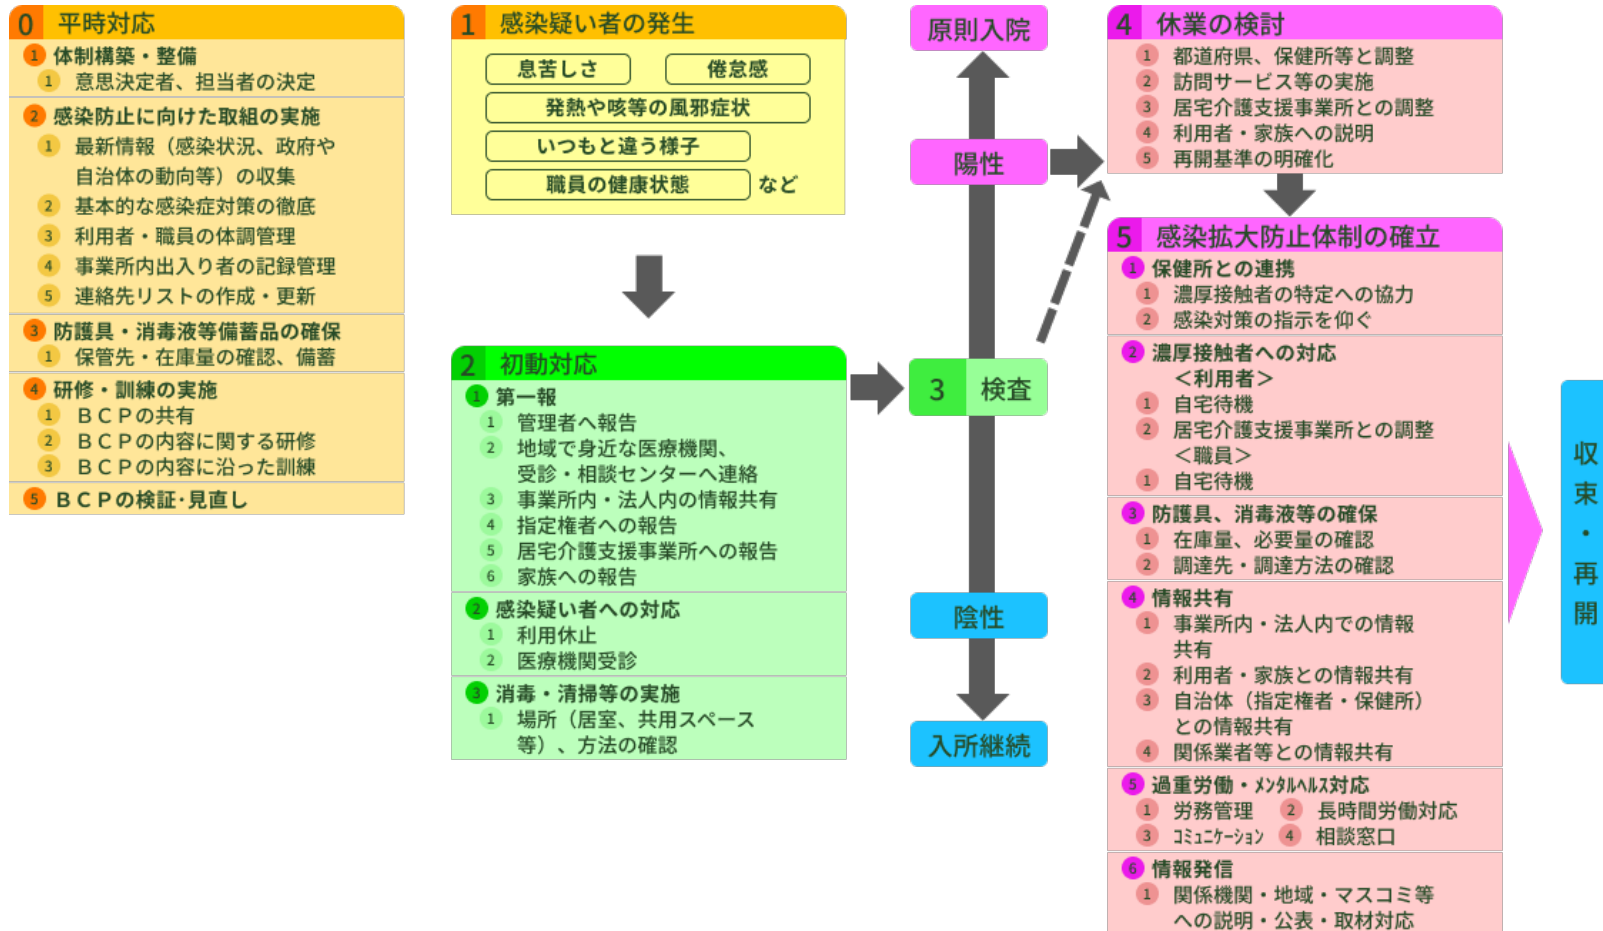 0 平時対応
1 体制構築・整備
1 意思決定者、担当者の決定
2 感染防止に向けた取組の実施
1 最新情報（感染状況、政府や
自治体の動向等）の収集
2 基本的な感染症対策の徹底
3 利用者・職員の体調管理
4 事業所内出入り者の記録管理
5 連絡先リストの作成・更新
3 防護具・消毒液等備蓄品の確保
1 保管先・在庫量の確認、備蓄
4 研修・訓練の実施
1 ＢＣＰの共有
2 ＢＣＰの内容に関する研修
3 ＢＣＰの内容に沿った訓練
5 ＢＣＰの検証･見直し
1 感染疑い者の発生
息苦しさ 倦怠感
発熱や咳等の風邪症状
いつもと違う様子
職員の健康状態 など
2 初動対応
1 第一報
1 管理者へ報告
2 地域で身近な医療機関、
受診・相談センターへ連絡
3 事業所内・法人内の情報共有
4 指定権者への報告
5 居宅介護支援事業所への報告
6 家族への報告
2 感染疑い者への対応
1 利用休止
2 医療機関受診
3 消毒・清掃等の実施
1 場所（居室、共用スペース
等）、方法の確認
原則入院
陽性
3 検査
陰性
入所継続
4 休業の検討
1 都道府県、保健所等と調整
2 訪問サービス等の実施
3 居宅介護支援事業所との調整
4 利用者・家族への説明
5 再開基準の明確化
5 感染拡大防止体制の確立
1 保健所との連携
1 濃厚接触者の特定への協力
2 感染対策の指示を仰ぐ
2 濃厚接触者への対応
＜利用者＞
1 自宅待機
2 居宅介護支援事業所との調整
＜職員＞
1 自宅待機
3 防護具、消毒液等の確保
1 在庫量、必要量の確認
2 調達先・調達方法の確認
4 情報共有
1 事業所内・法人内での情報
共有
2 利用者・家族との情報共有
3 自治体（指定権者・保健所）
との情報共有
4 関係業者等との情報共有
5 過重労働・ﾒﾝﾀﾙﾍﾙｽ対応
1 労務管理 2 長時間労働対応
3 ｺﾐｭﾆｹｰｼｮﾝ 4 相談窓口
6 情報発信
1 関係機関・地域・マスコミ等
への説明・公表・取材対応
収束・再開